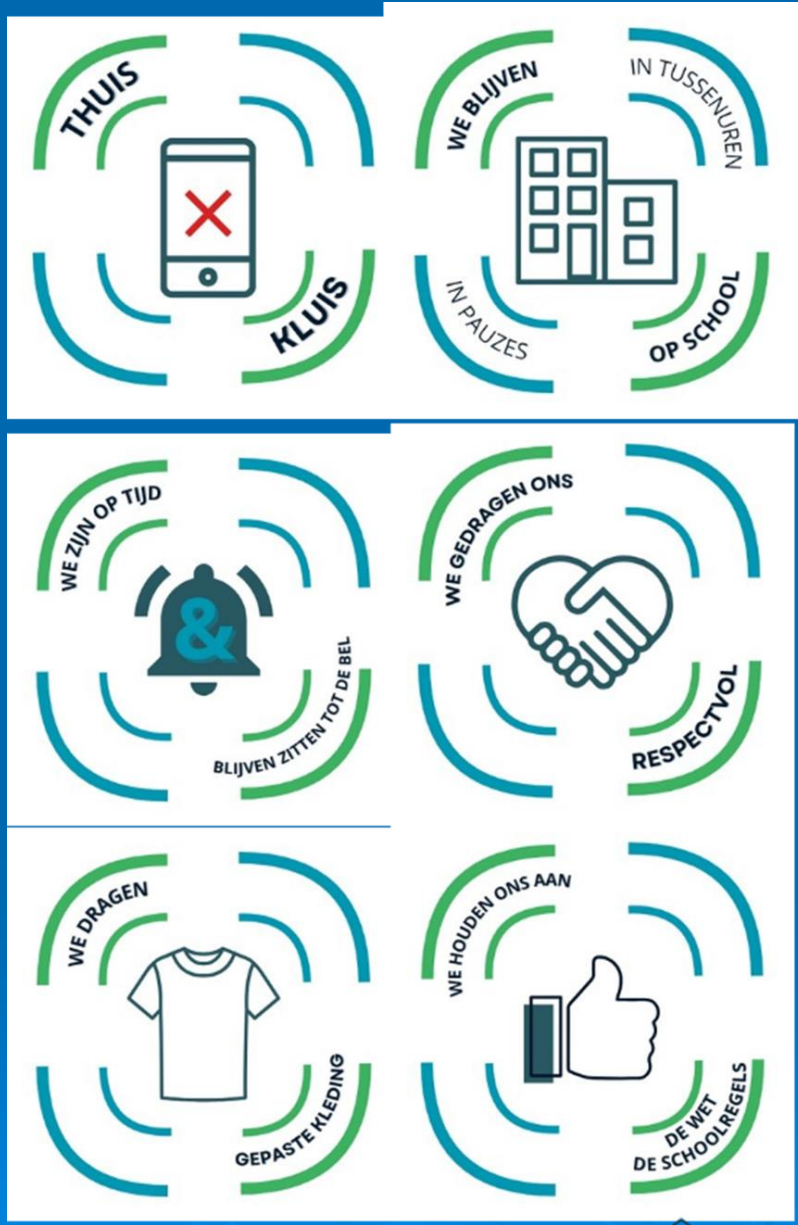 THUIS
KLUIS
WE BLIJVEN
IN TUSSENUREN
IN PAUZES
OP SCHOOL
WE ZIJN OP TIJD
&
BLIJVEN ZITTEN TOT DE BEL
WE GEDRAGEN ONS
RESPECTVOL
WE DRAGEN
GEPASTE KLEDING
WE HOUDEN ONS AAN
DE WET
DE SCHOOLREGELS